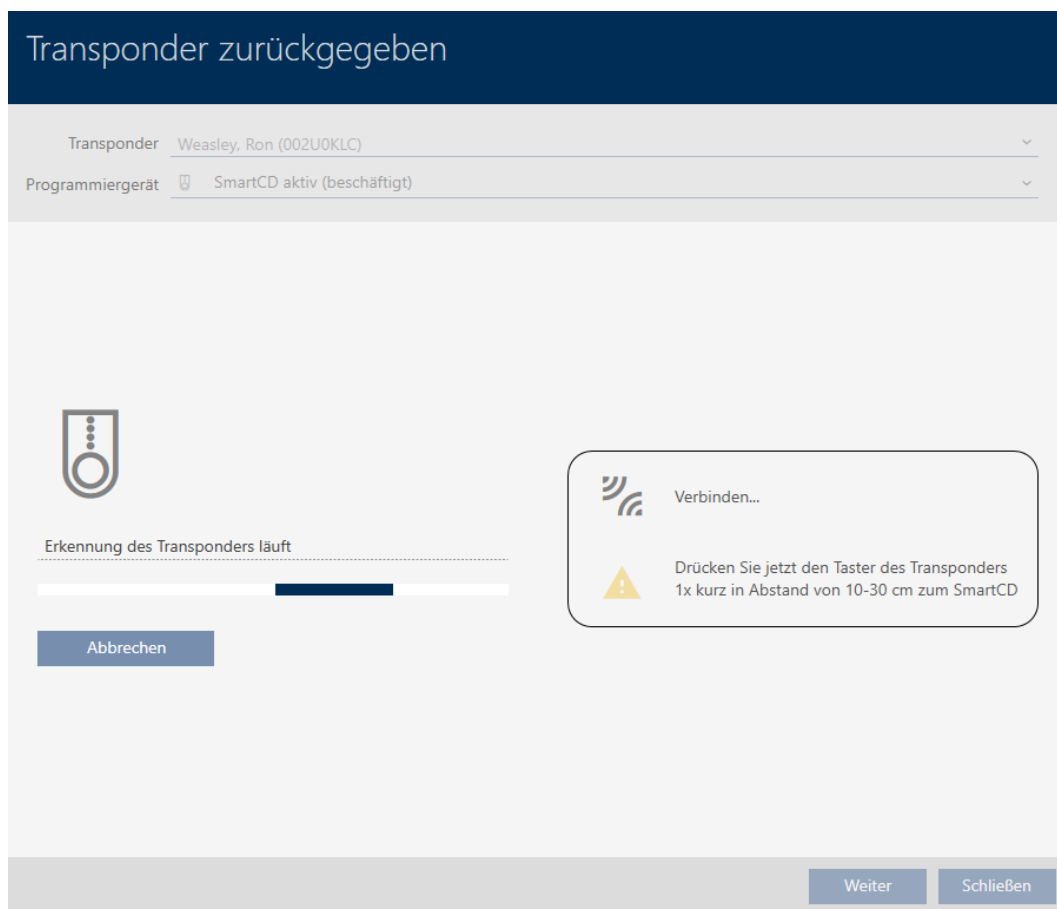 Transponder zurückgegeben
Transponder Weasley, Ron (002U0KLC)
Programmiergerät SmartCD aktiv (beschäftigt)
Erkennung des Transponders läuft
Abbrechen
Verbinden...
Drücken Sie jetzt den Taster des Transponders
1x kurz in Abstand von 10-30 cm zum SmartCD
Weiter Schließen